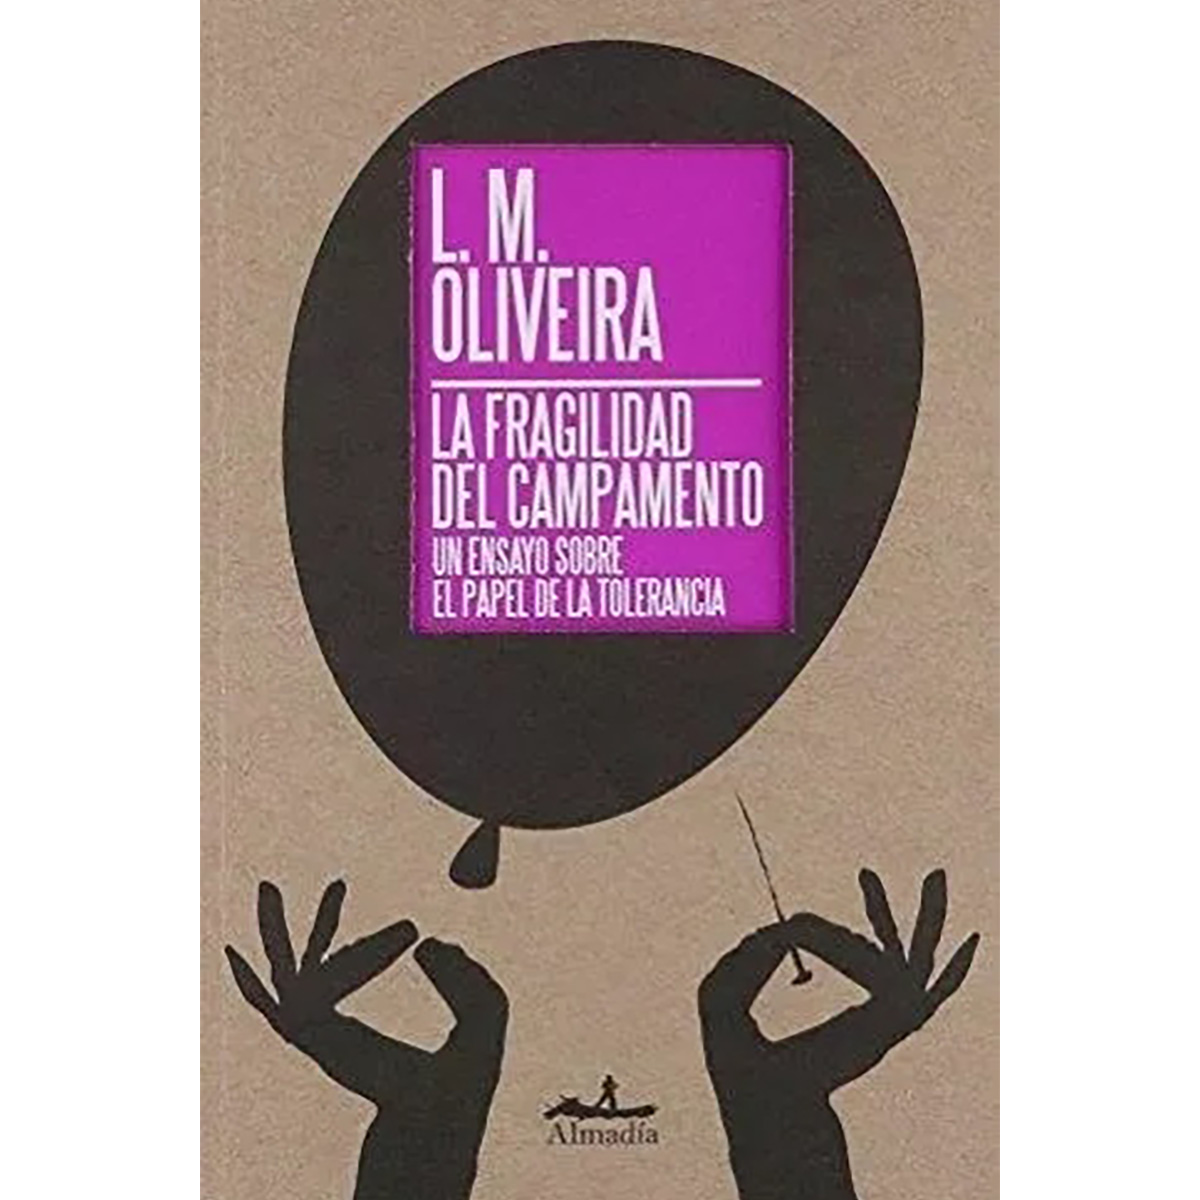 L. M.
OLIVEIRA
LA FRAGILIDAD
DEL CAMPAMENTO
UN ENSAYO SOBRE
EL PAPEL DE LA TOLERANCIA
Almadía